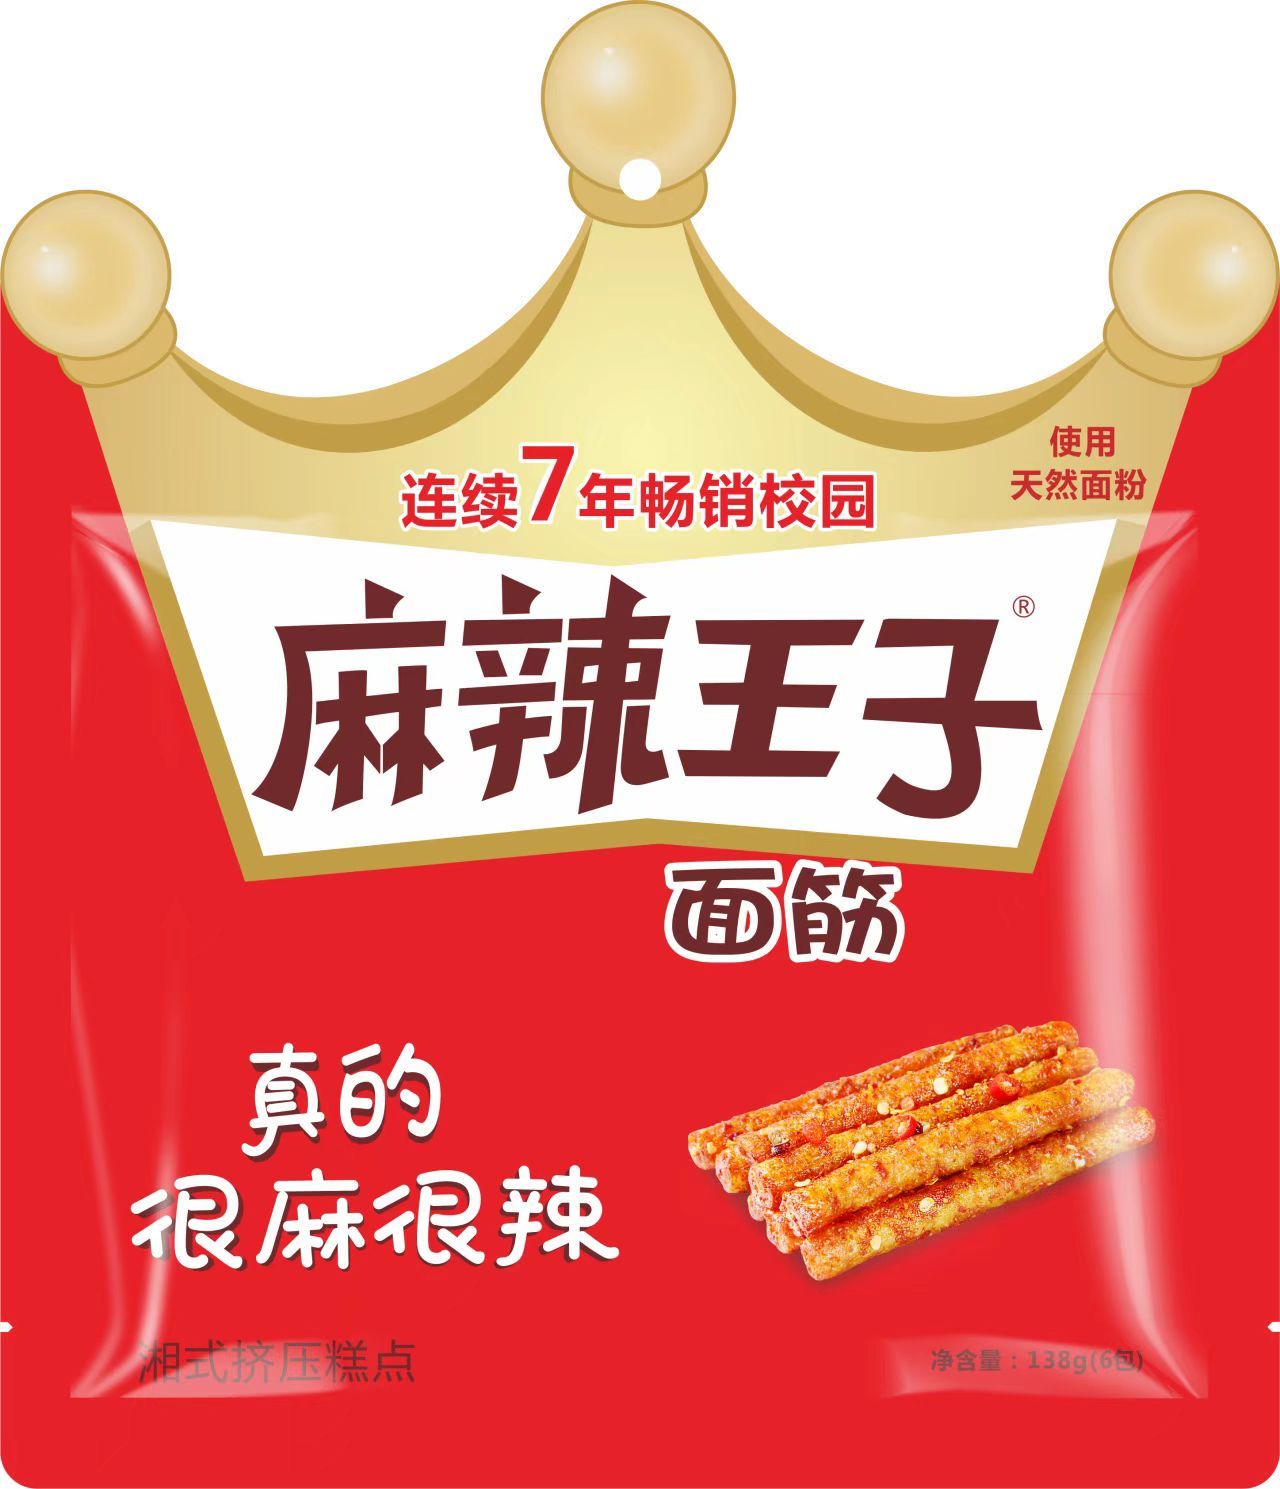 连续7年畅销校园
使用
天然面粉
麻辣王子®
面筋
真的
很麻很辣
湘式挤压糕点
净含量：138g(6包)